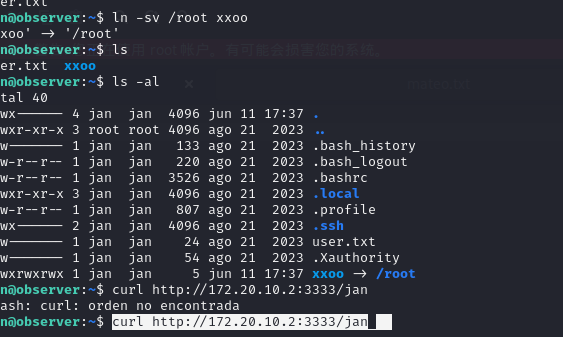 er.txt
n@observer:~$ ln -sv /root xxoo
xoo' -> '/root'
n@observer:~$ ls
er.txt  xxoo
n@observer:~$ ls -al
tal 40
wx------ 4 jan  jan  4096 jun 11 17:37 .
wxr-xr-x 3 root root 4096 ago 21  2023 ..
w------- 1 jan  jan   133 ago 21  2023 .bash_history
w-r--r-- 1 jan  jan   220 ago 21  2023 .bash_logout
w-r--r-- 1 jan  jan  3526 ago 21  2023 .bashrc
wxr-xr-x 3 jan  jan  4096 ago 21  2023 .local
w-r--r-- 1 jan  jan   807 ago 21  2023 .profile
wx------ 2 jan  jan  4096 ago 21  2023 .ssh
w------- 1 jan  jan    24 ago 21  2023 user.txt
w------- 1 jan  jan    54 ago 21  2023 .Xauthority
wxrwxrwx 1 jan  jan     5 jun 11 17:37 xxoo -> /root
n@observer:~$ curl http://172.20.10.2:3333/jan
ash: curl: orden no encontrada
n@observer:~$ curl http://172.20.10.2:3333/jan